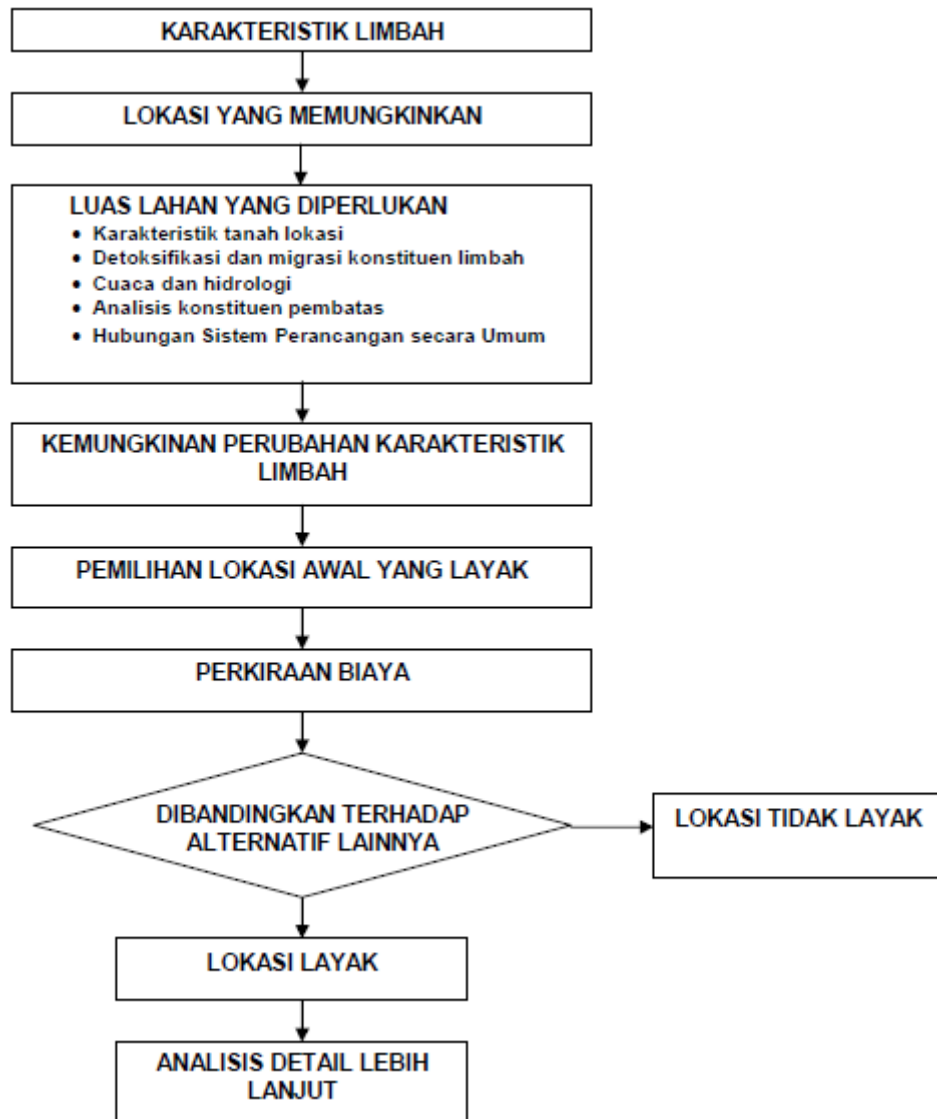 KARAKTERISTIK LIMBAH
LOKASI YANG MEMUNGKINKAN
LUAS LAHAN YANG DIPERLUKAN
• Karakteristik tanah lokasi
• Detoksifikasi dan migrasi konstituen limbah
• Cuaca dan hidrologi
• Analisis konstituen pembatas
• Hubungan Sistem Perancangan secara Umum
KEMUNGKINAN PERUBAHAN KARAKTERISTIK
LIMBAH
PEMILIHAN LOKASI AWAL YANG LAYAK
PERKIRAAN BIAYA
DIBANDINGKAN TERHADAP
ALTERNATIF LAINNYA
LOKASI TIDAK LAYAK
LOKASI LAYAK
ANALISIS DETAIL LEBIH
LANJUT